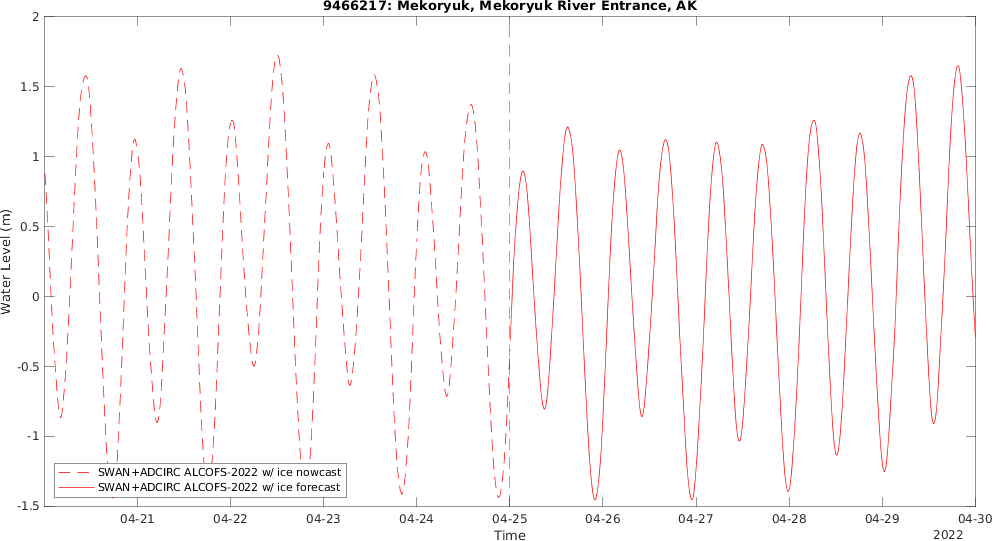 9466217: Mekoryuk, Mekoryuk River Entrance, AK
2
1.5
1
0.5
0
-0.5
-1
-1.5
Water Level (m)
SWAN+ADCIRC ALCOFS-2022 w/ ice nowcast
SWAN+ADCIRC ALCOFS-2022 w/ ice forecast
04-21 04-22 04-23 04-24 04-25 04-26 04-27 04-28 04-29 04-30
Time
2022